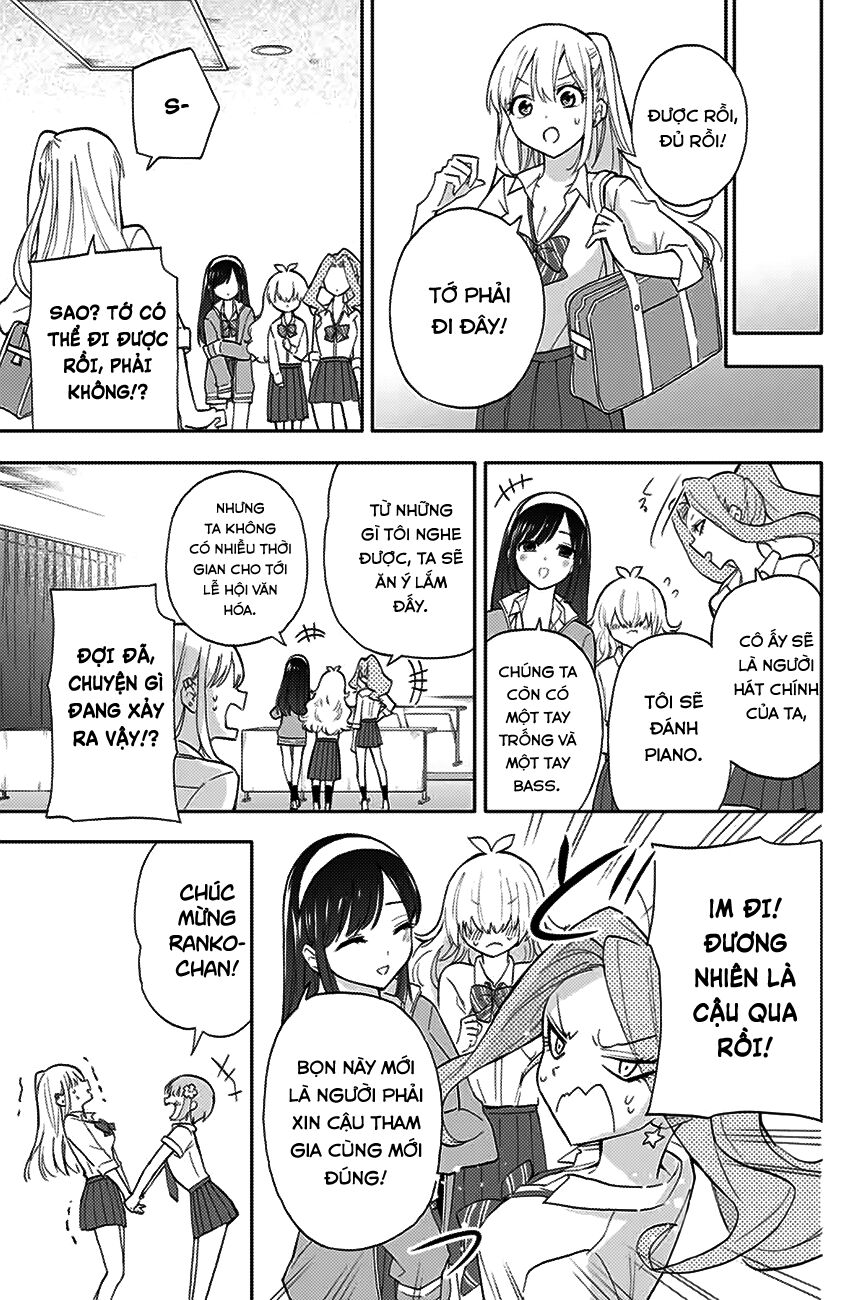 ĐƯỢC RỒI,
ĐỦ RỒI!
TỚ PHẢI
ĐI ĐÂY!
S-
SAO? TỚ CÓ
THỂ ĐI ĐƯỢC
RỒI, PHẢI
KHÔNG!?
CÔ ẤY SẼ
LÀ NGƯỜI
HÁT CHÍNH
CỦA TA,
TÔI SẼ
ĐÁNH
PIANO.
CHÚNG TA
CÒN CÓ
MỘT TAY
TRỐNG VÀ
MỘT TAY
BASS.
TỪ NHỮNG
GÌ TÔI NGHE
ĐƯỢC, TA SẼ
ĂN Ý LẮM
ĐẤY.
NHƯNG
TA KHÔNG
CÓ NHIỀU THỜI
GIAN CHO TỚI
LỄ HỘI VĂN
HÓA.
ĐỢI ĐÃ,
CHUYỆN GÌ
ĐANG XẢY
RA VẬY!?
IM ĐI!
ĐƯƠNG
NHIÊN LÀ
CẬU QUA
RỒI!
BỌN NÀY MỚI
LÀ NGƯỜI PHẢI
XIN CẬU THAM
GIA CÙNG MỚI
ĐÚNG!
CHÚC
MỪNG
RANKO-
CHAN!